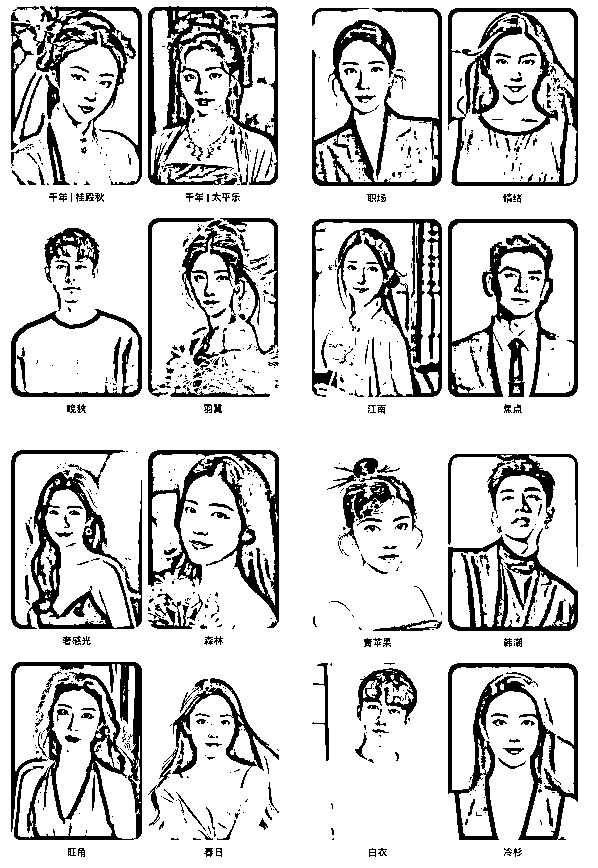 千年 | 桂殿秋
千年 | 太平乐
职场
情绪
晚秋
羽翼
江南
焦点
奢感光
森林
青苹果
韩潮
旺角
春日
白衣
冷杉